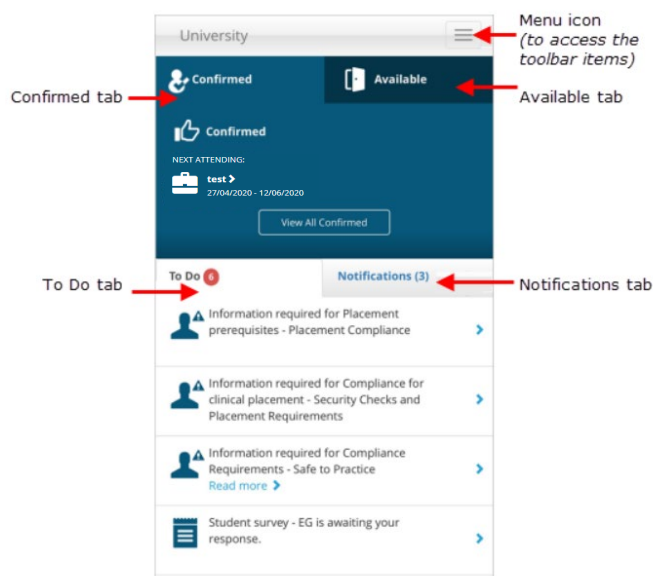 Menu icon
(to access the
toolbar items)
University
Confirmed
Available
Confirmed tab
Available tab
Confirmed
NEXT ATTENDING:
test
27/04/2020 - 12/06/2020
View All Confirmed
To Do 6
Notifications (3)
To Do tab
Notifications tab
Information required for Placement
prerequisites - Placement Compliance
Information required for Compliance for
clinical placement - Security Checks and
Placement Requirements
Information required for Compliance
Requirements - Safe to Practice
Read more
Student survey - EG is awaiting your
response.